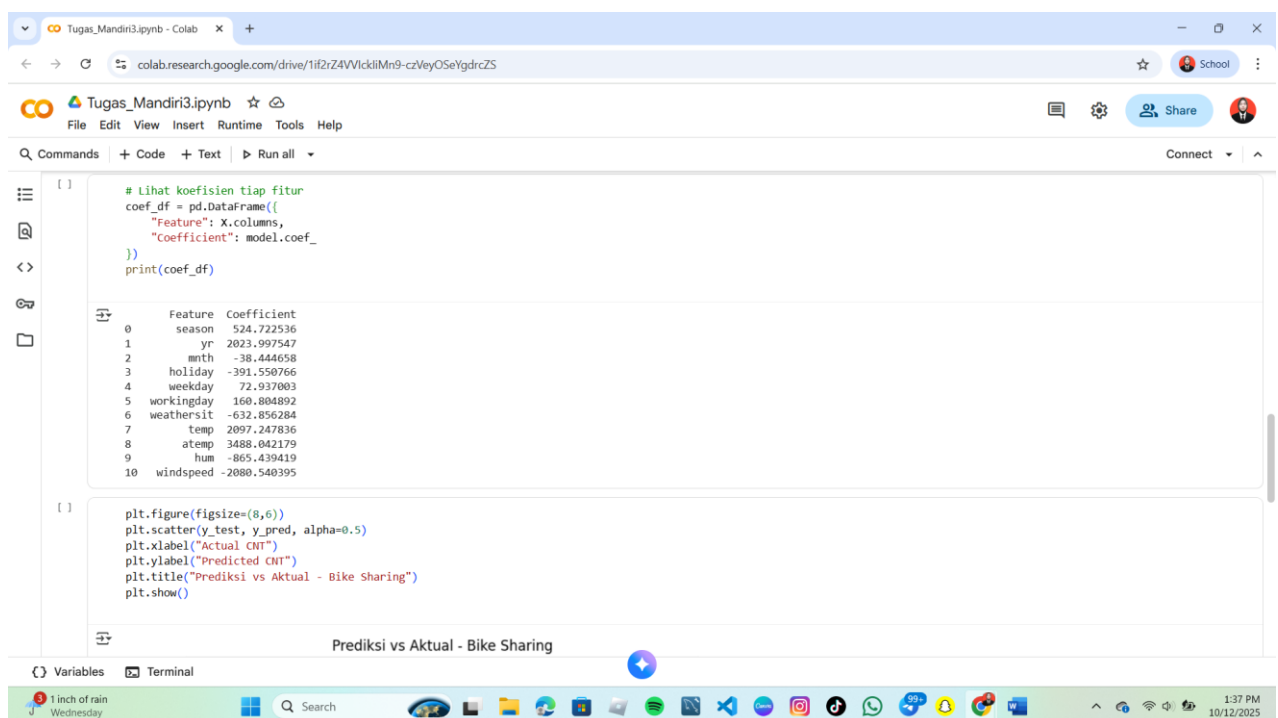 Tugas_Mandiri3.ipynb - Colab
colab.research.google.com/drive/1if2rZ4VVIckIiMn9-czVeyOSeYgdrcZS
School
Tugas_Mandiri3.ipynb
File Edit View Insert Runtime Tools Help
Share
Commands + Code + Text Run all
Connect
[ ]
# Lihat koefisien tiap fitur
coef_df = pd.DataFrame({
"Feature": X.columns,
"Coefficient": model.coef_
})
print(coef_df)
Feature Coefficient
0 season 524.722536
1 yr 2023.997547
2 mnth -38.444658
3 holiday -391.550766
4 weekday 72.937003
5 workingday 160.804892
6 weathersit -632.856284
7 temp 2097.247836
8 atemp 3488.042179
9 hum -865.439419
10 windspeed -2080.540395
[ ]
plt.figure(figsize=(8,6))
plt.scatter(y_test, y_pred, alpha=0.5)
plt.xlabel("Actual CNT")
plt.ylabel("Predicted CNT")
plt.title("Prediksi vs Aktual - Bike Sharing")
plt.show()
Prediksi vs Aktual - Bike Sharing
{} Variables Terminal
3
1 inch of rain
Wednesday
Search
99+
1:37 PM
10/12/2025